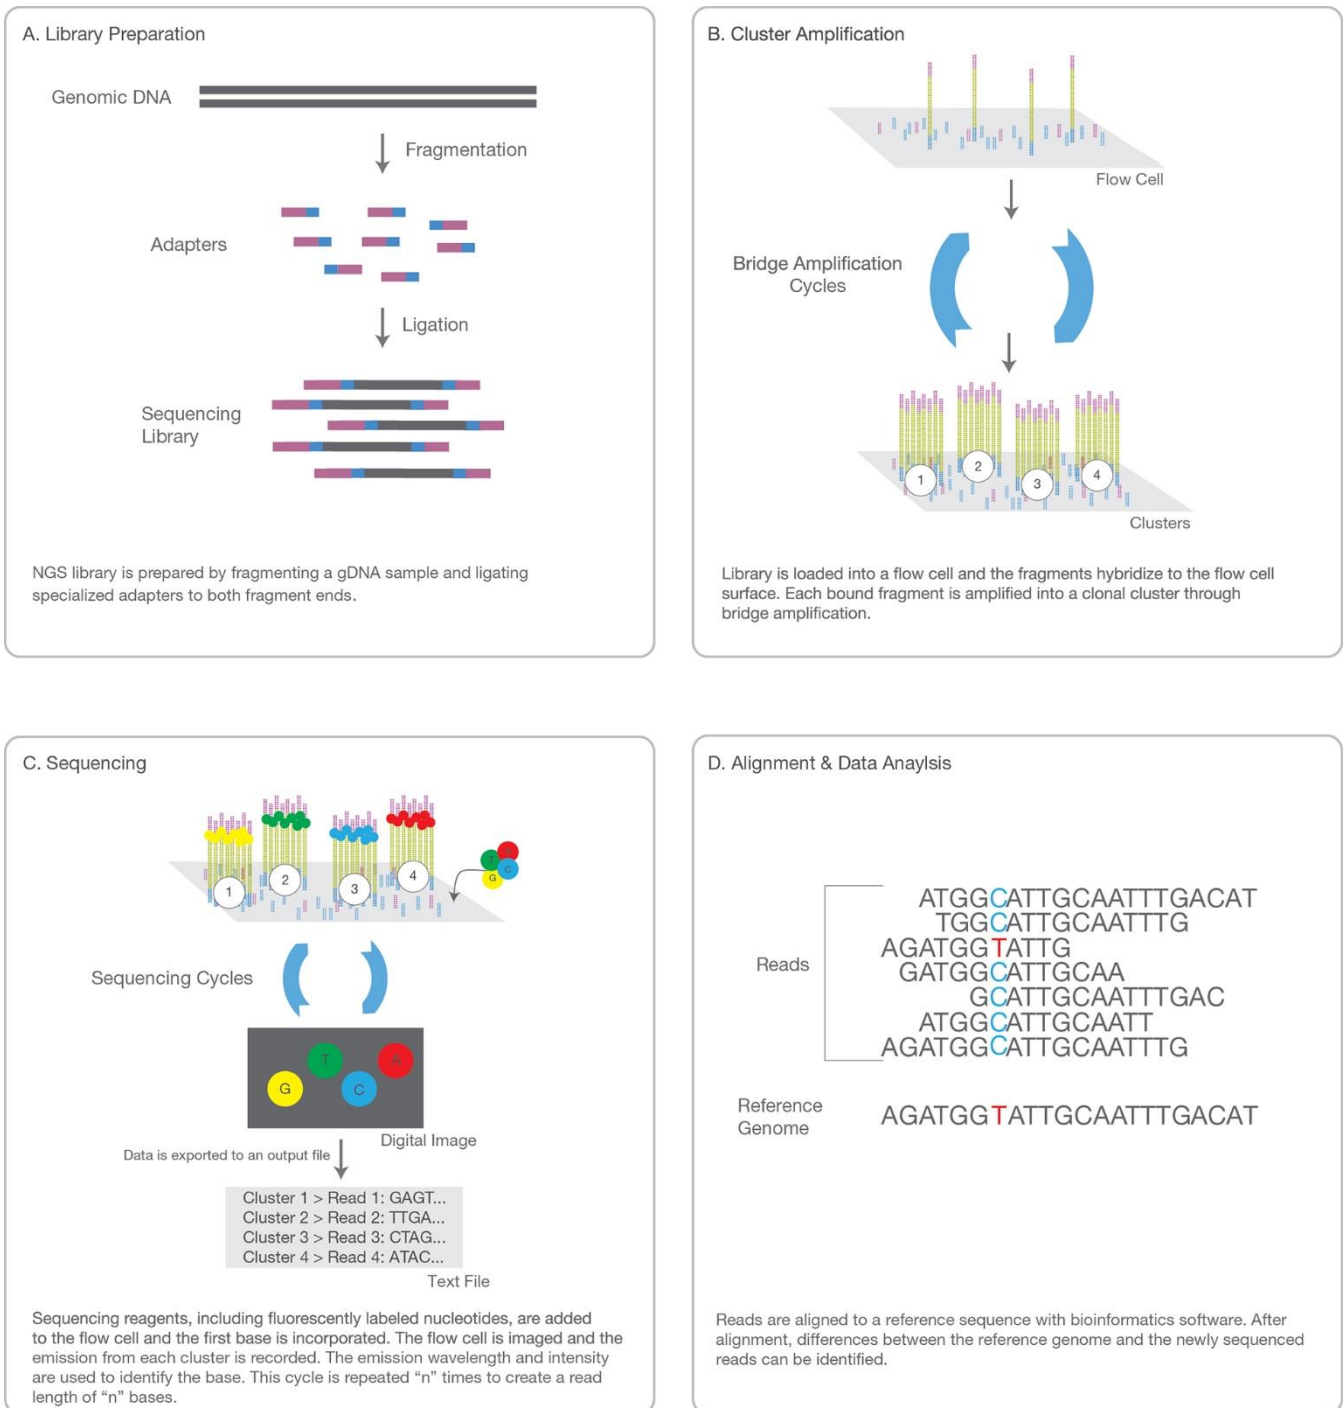 A. Library Preparation
Genomic DNA
Fragmentation
Adapters
Ligation
Sequencing
Library
NGS library is prepared by fragmenting a gDNA sample and ligating
specialized adapters to both fragment ends.
B. Cluster Amplification
Flow Cell
Bridge Amplification
Cycles
1
2
3
4
Clusters
Library is loaded into a flow cell and the fragments hybridize to the flow cell
surface. Each bound fragment is amplified into a clonal cluster through
bridge amplification.
C. Sequencing
1
2
3
4
T
C
G
Sequencing Cycles
T
A
G
C
Digital Image
Data is exported to an output file
Cluster 1 > Read 1: GAGT...
Cluster 2 > Read 2: TTGA...
Cluster 3 > Read 3: CTAG...
Cluster 4 > Read 4: ATAC...
Text File
Sequencing reagents, including fluorescently labeled nucleotides, are added
to the flow cell and the first base is incorporated. The flow cell is imaged and the
emission from each cluster is recorded. The emission wavelength and intensity
are used to identify the base. This cycle is repeated “n” times to create a read
length of “n” bases.
D. Alignment & Data Anaylsis
Reads
ATGGCATTGCAATTTGACAT
TGGCATTGCAATTTG
AGATGGTATTG
GATGGCATTGCAA
GCATTGCAATTTGAC
ATGGCATTGCAATT
AGATGGCATTGCAATTTG
Reference
Genome
AGATGGTATTGCAATTTGACAT
Reads are aligned to a reference sequence with bioinformatics software. After
alignment, differences between the reference genome and the newly sequenced
reads can be identified.